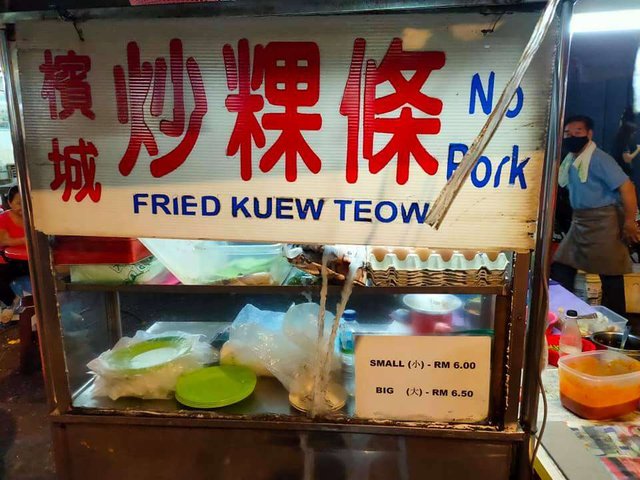 檳城
炒粿條
No
Pork
FRIED KUEW TEOW
SMALL (小) - RM 6.00
BIG (大) - RM 6.50